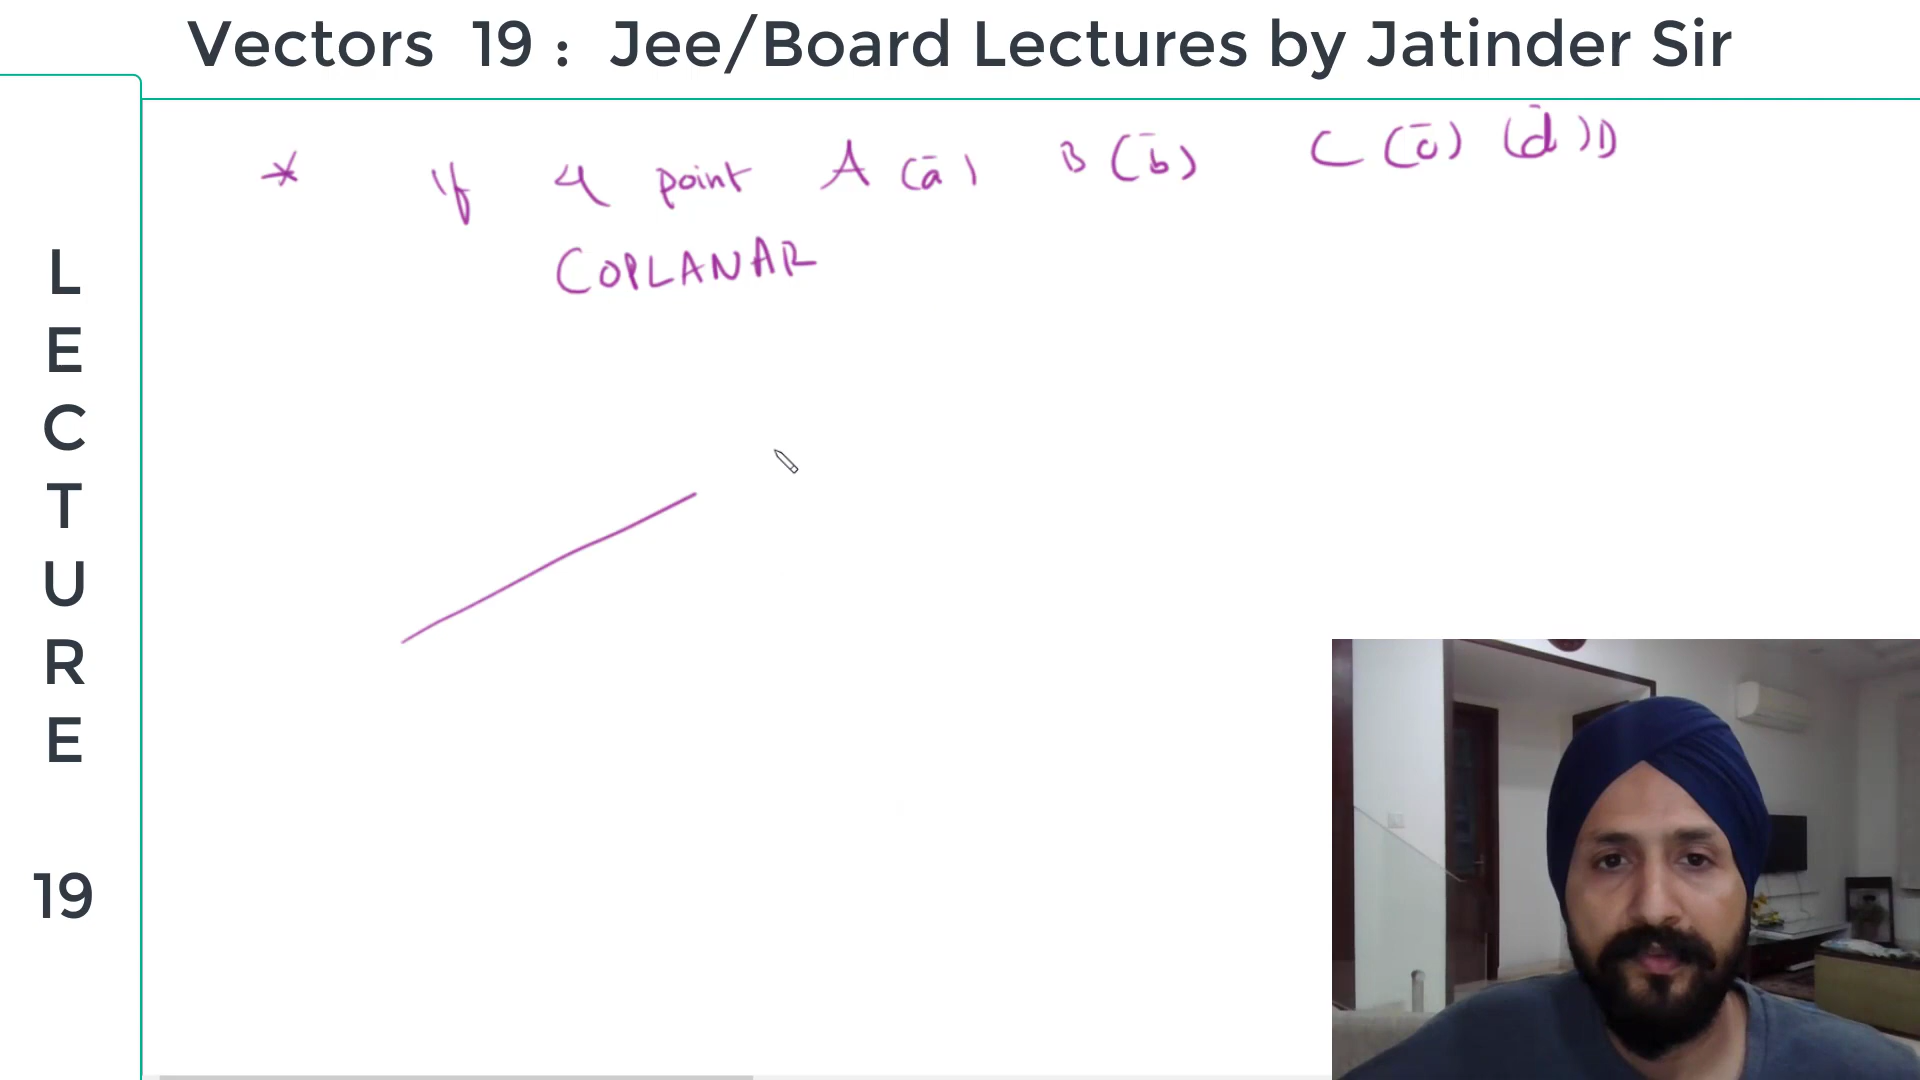 Vectors 19 : Jee/Board Lectures by Jatinder Sir
LECTURE
19
* If 4 point A (a̅) B (b̅) C (c̅) (d̅) D
COPLANAR